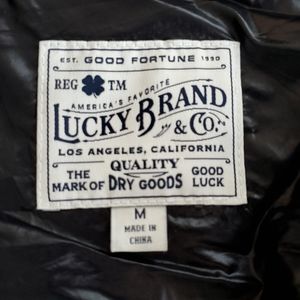 EST. GOOD FORTUNE 1990
REG TM
AMERICA'S FAVORITE
LUCKY BRAND
& CO.
LOS ANGELES, CALIFORNIA
QUALITY
THE MARK OF DRY GOODS GOOD LUCK
M
MADE IN
CHINA